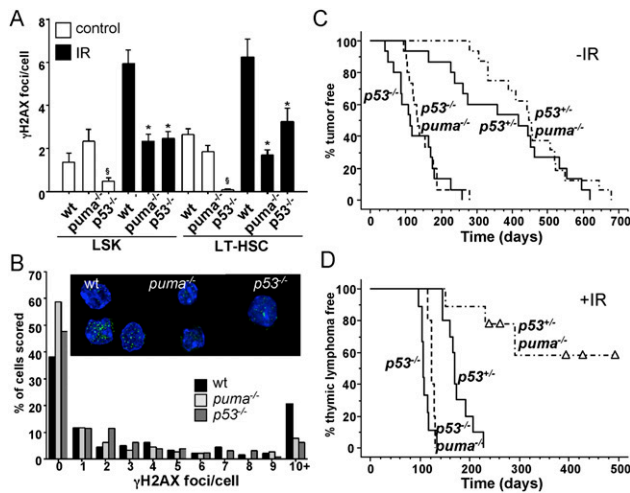 A
control
IR
γH2AX foci/cell
8
6
4
2
0
§
*
*
§
*
*
wt
puma-/-
p53-/-
wt
puma-/-
p53-/-
wt
puma-/-
p53-/-
wt
puma-/-
p53-/-
LSK
LT-HSC
B
% of cells scored
70
60
50
40
30
20
10
0
wt
puma-/-
p53-/-
wt
puma-/-
p53-/-
0
1
2
3
4
5
6
7
8
9
10+
γH2AX foci/cell
C
-IR
% tumor free
100
80
60
40
20
0
p53-/-
p53-/-
puma-/-
p53+/-
p53+/-
puma-/-
0
100
200
300
400
500
600
700
Time (days)
D
+IR
% thymic lymphoma free
100
80
60
40
20
0
p53-/-
p53+/-
p53+/-
puma-/-
p53-/-
puma-/-
0
100
200
300
400
500
Time (days)